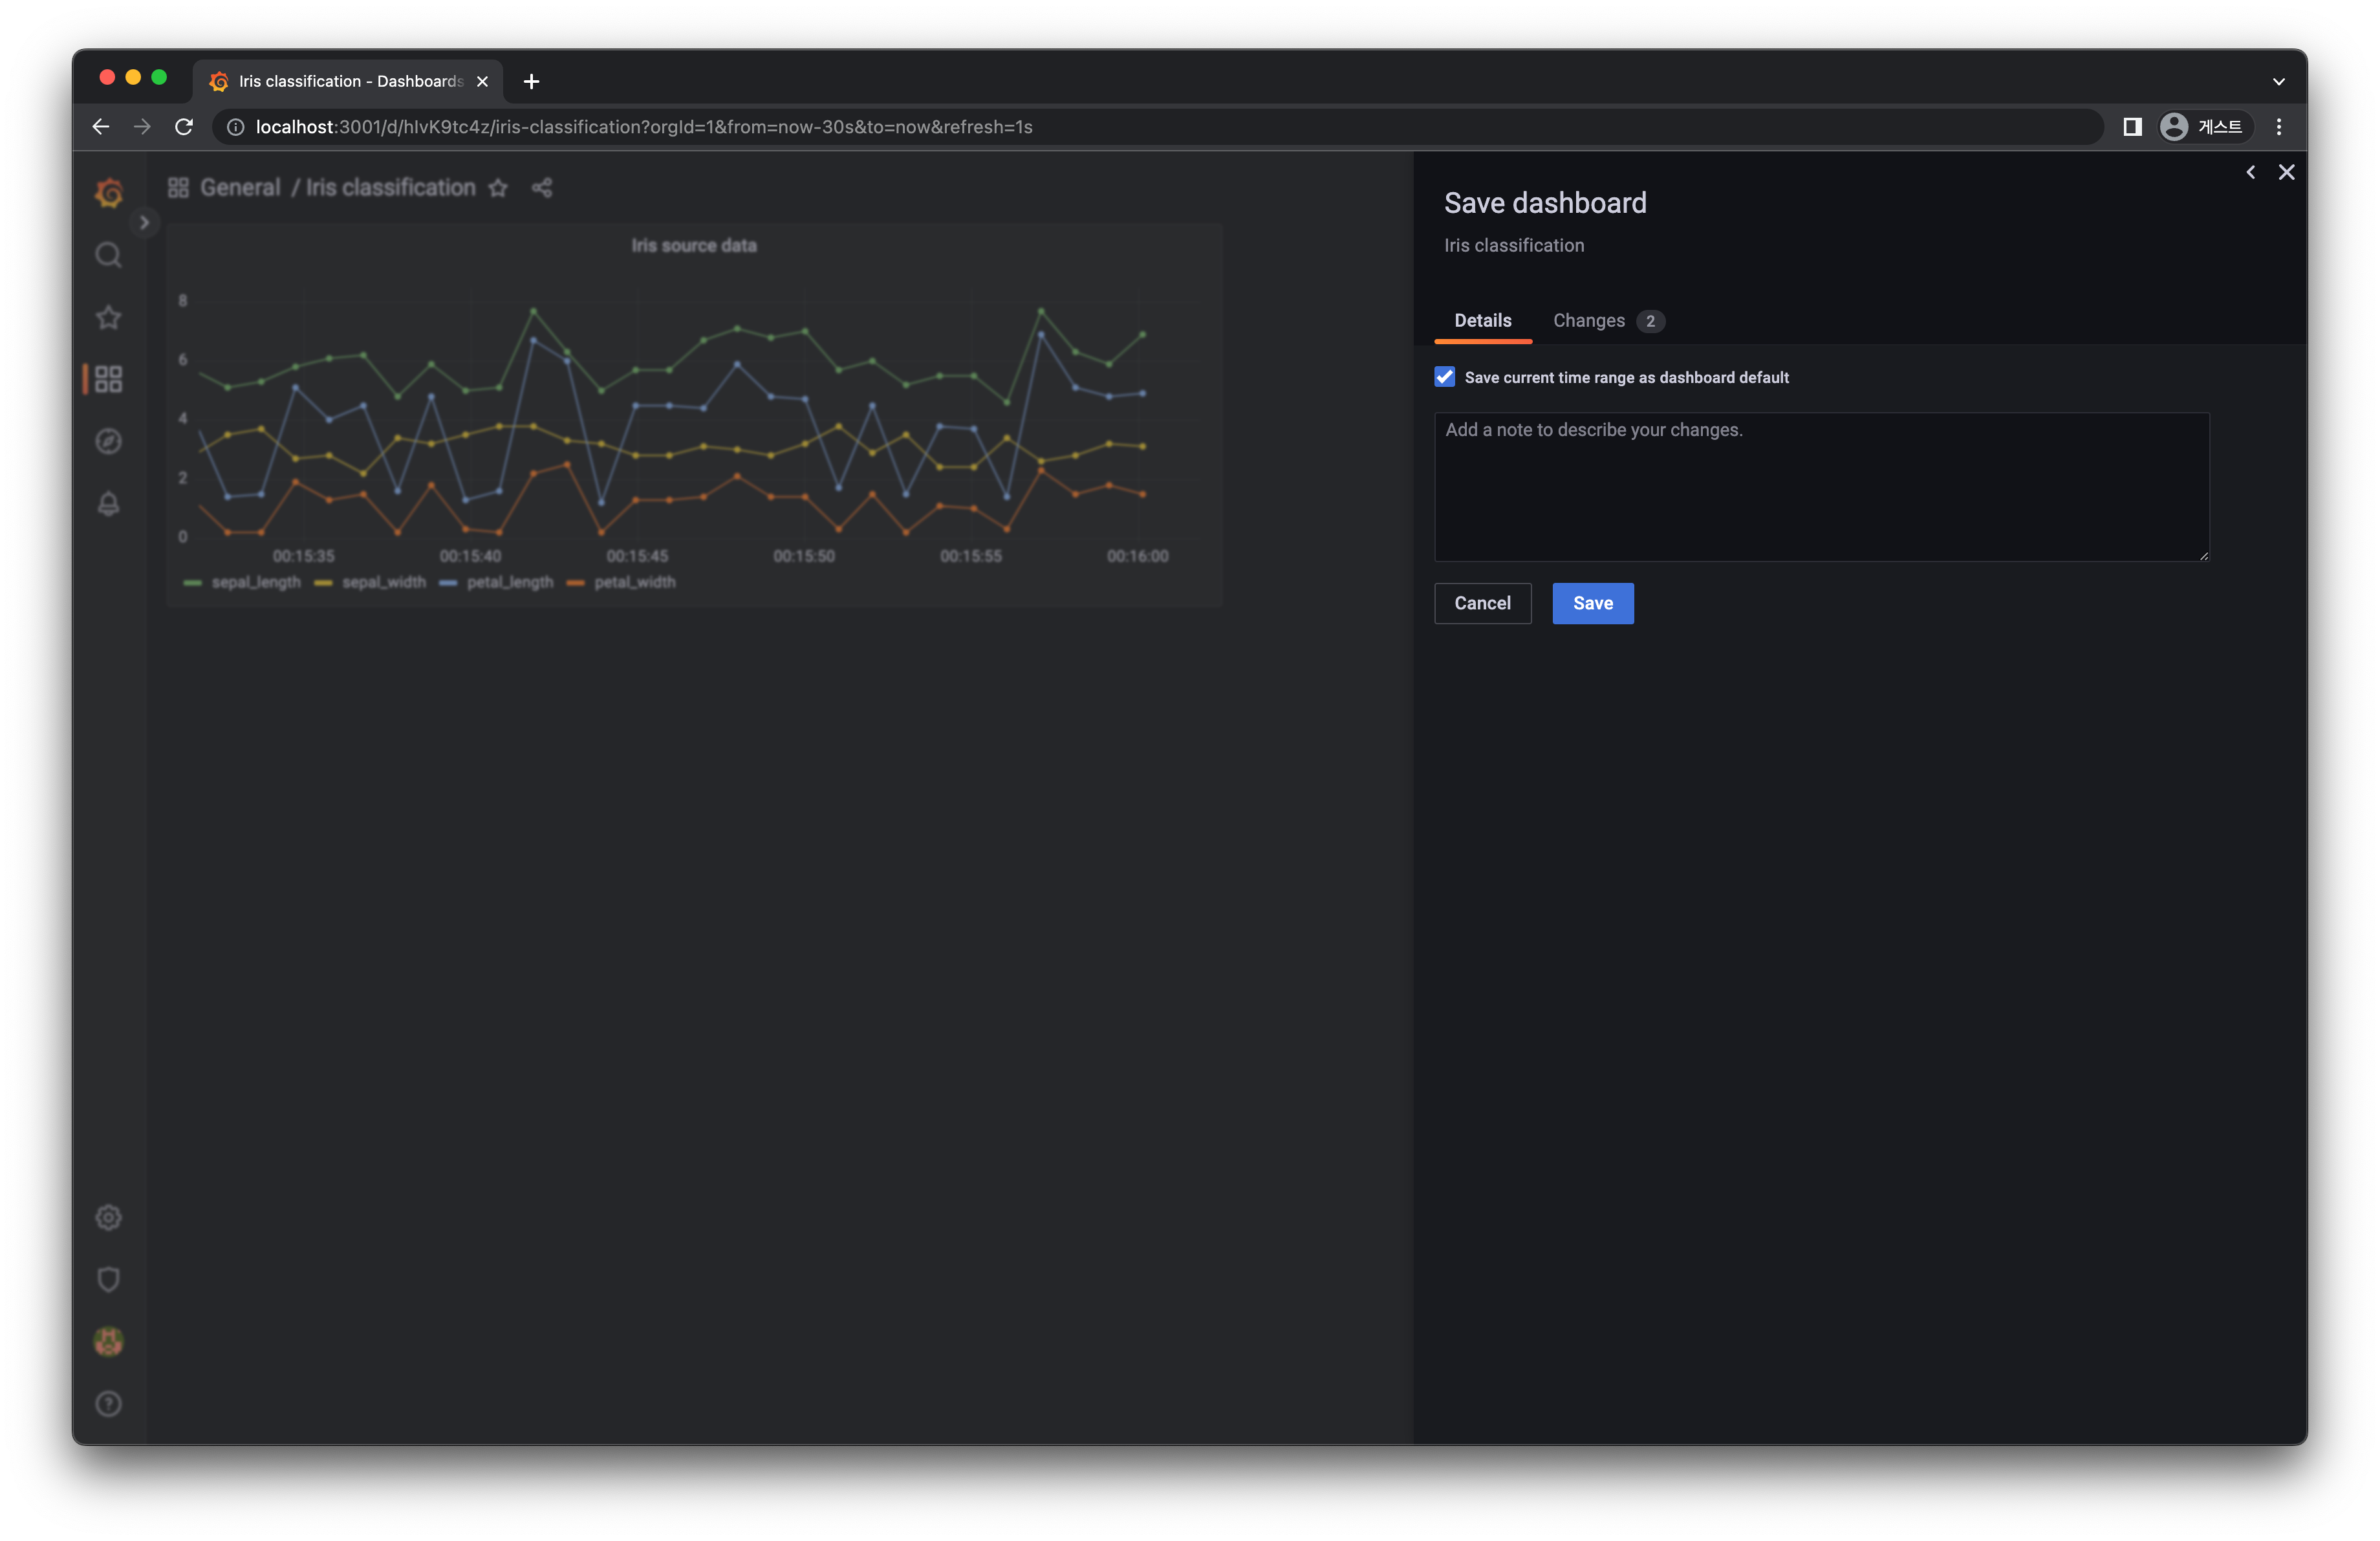 Iris classification - Dashboards
localhost:3001/d/hIvK9tc4z/iris-classification?orgId=1&from=now-30s&to=now&refresh=1s
게스트
General / Iris classification
Iris source data
8
6
4
2
0
00:15:35 00:15:40 00:15:45 00:15:50 00:15:55 00:16:00
sepal_length sepal_width petal_length petal_width
Save dashboard
Iris classification
Details Changes 2
Save current time range as dashboard default
Add a note to describe your changes.
Cancel Save